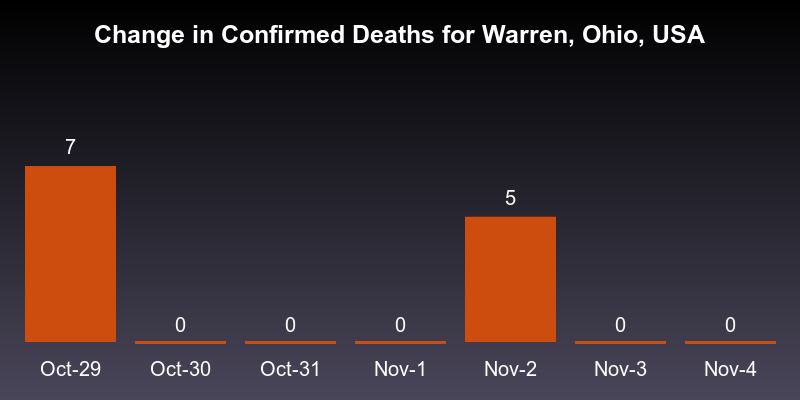 Change in Confirmed Deaths for Warren, Ohio, USA
7
0
0
0
5
0
0
Oct-29
Oct-30
Oct-31
Nov-1
Nov-2
Nov-3
Nov-4